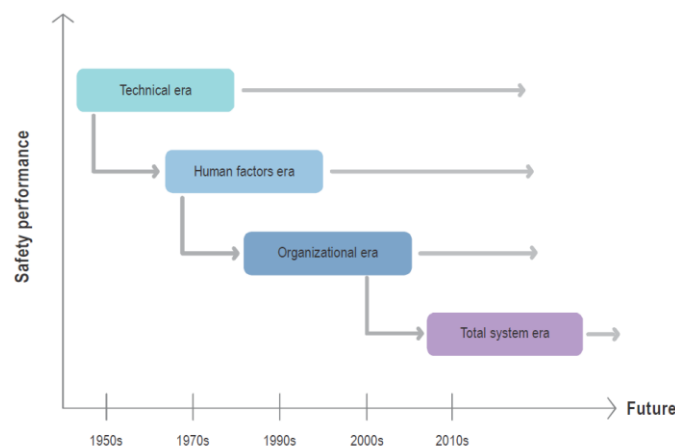 Safety performance
Technical era
Human factors era
Organizational era
Total system era
Future
1950s
1970s
1990s
2000s
2010s